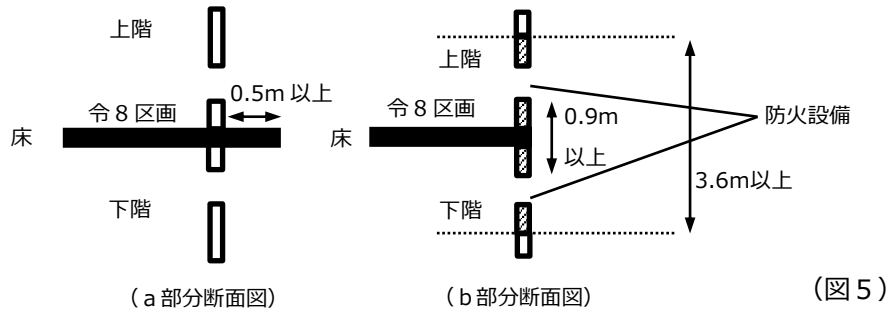 上階
0.5m 以上
令８区画
床
下階
（a 部分断面図）
上階
令８区画
床
0.9m
以上
下階
防火設備
3.6m以上
（b 部分断面図）
（図５）